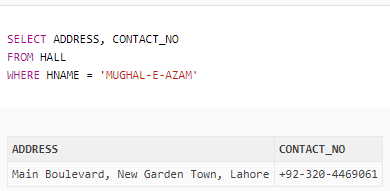 SELECT ADDRESS, CONTACT_NO
FROM HALL
WHERE HNAME = 'MUGHAL-E-AZAM'
ADDRESS CONTACT_NO
Main Boulevard, New Garden Town, Lahore +92-320-4469061